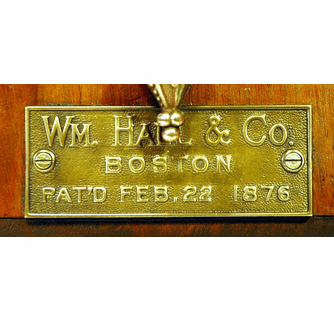 WM. HALL & CO.
BOSTON
PAT'D FEB. 22 1876